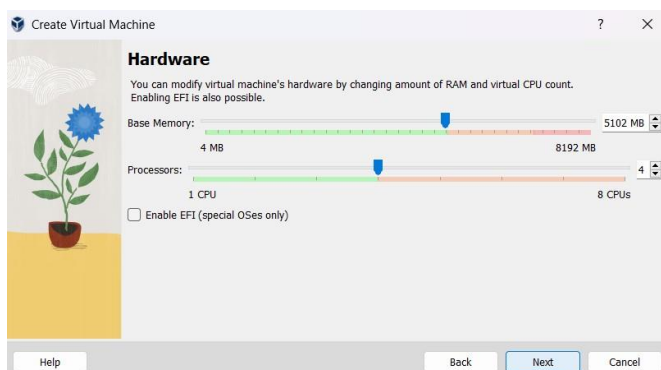 Create Virtual Machine ? X
Hardware
You can modify virtual machine's hardware by changing amount of RAM and virtual CPU count.
Enabling EFI is also possible.
Base Memory: 5102 MB
4 MB 8192 MB
Processors: 4
1 CPU 8 CPUs
Enable EFI (special OSes only)
Help Back Next Cancel